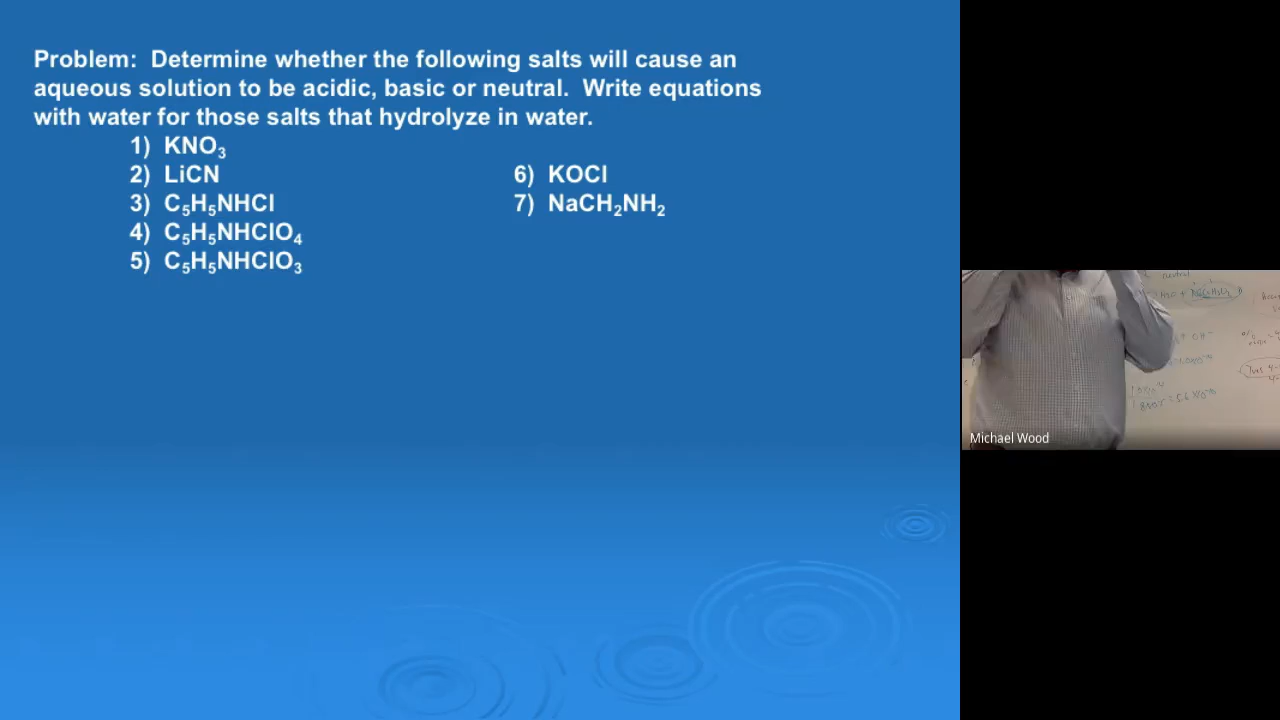 Problem: Determine whether the following salts will cause an
aqueous solution to be acidic, basic or neutral. Write equations
with water for those salts that hydrolyze in water.
1) KNO₃
2) LiCN
3) C₅H₅NHCl
4) C₅H₅NHClO₄
5) C₅H₅NHClO₃
6) KOCl
7) NaCH₂NH₂
neutral
Michael Wood